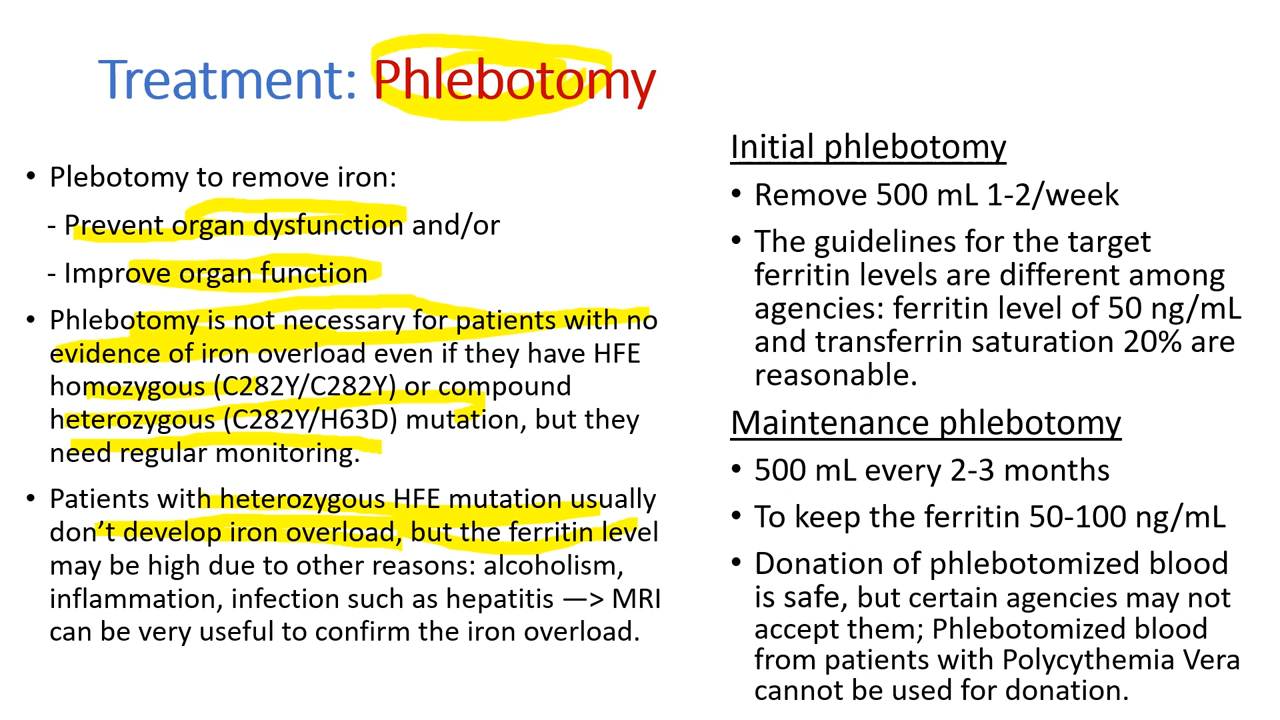 Treatment: Phlebotomy
• Plebotomy to remove iron:
- Prevent organ dysfunction and/or
- Improve organ function
• Phlebotomy is not necessary for patients with no
evidence of iron overload even if they have HFE
homozygous (C282Y/C282Y) or compound
heterozygous (C282Y/H63D) mutation, but they
need regular monitoring.
• Patients with heterozygous HFE mutation usually
don’t develop iron overload, but the ferritin level
may be high due to other reasons: alcoholism,
inflammation, infection such as hepatitis —> MRI
can be very useful to confirm the iron overload.
Initial phlebotomy
• Remove 500 mL 1-2/week
• The guidelines for the target
ferritin levels are different among
agencies: ferritin level of 50 ng/mL
and transferrin saturation 20% are
reasonable.
Maintenance phlebotomy
• 500 mL every 2-3 months
• To keep the ferritin 50-100 ng/mL
• Donation of phlebotomized blood
is safe, but certain agencies may not
accept them; Phlebotomized blood
from patients with Polycythemia Vera
cannot be used for donation.